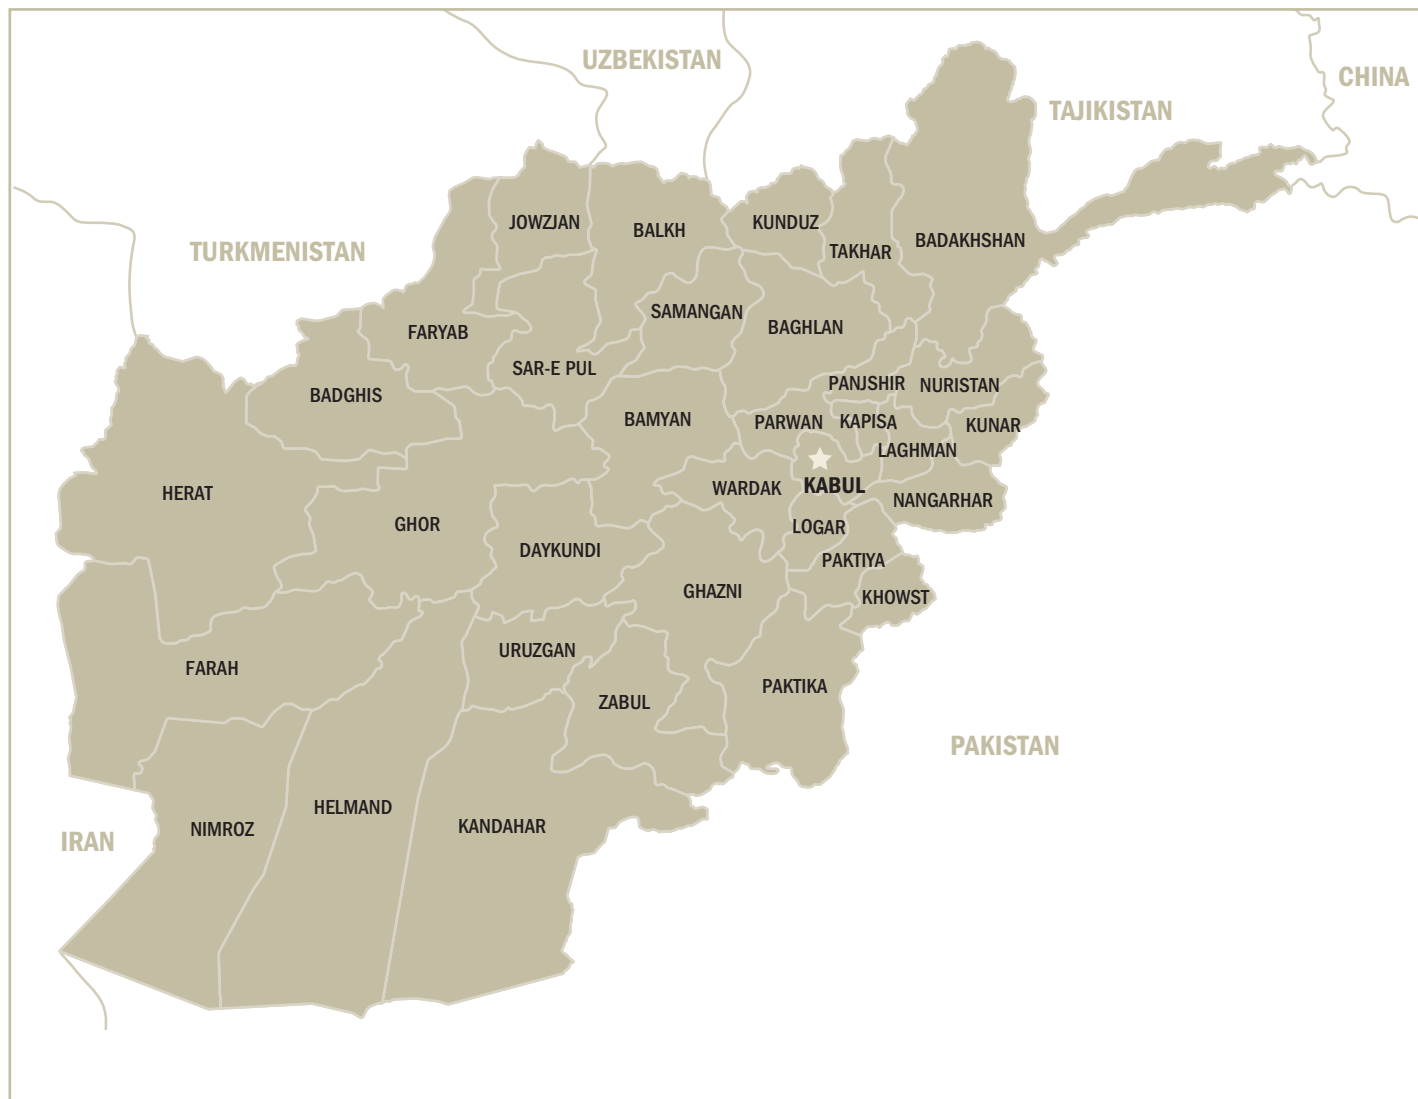 UZBEKISTAN
CHINA
TAJIKISTAN
TURKMENISTAN
JOWZJAN
BALKH
KUNDUZ
TAKHAR
BADAKHSHAN
FARYAB
SAMANGAN
BAGHLAN
SAR-E PUL
BADGHIS
PANJSHIR
NURISTAN
BAMYAN
PARWAN
KAPISA
KUNAR
LAGHMAN
HERAT
WARDAK
KABUL
NANGARHAR
GHOR
LOGAR
DAYKUNDI
PAKTIYA
GHAZNI
KHOWST
URUZGAN
FARAH
PAKTIKA
ZABUL
PAKISTAN
HELMAND
NIMROZ
KANDAHAR
IRAN